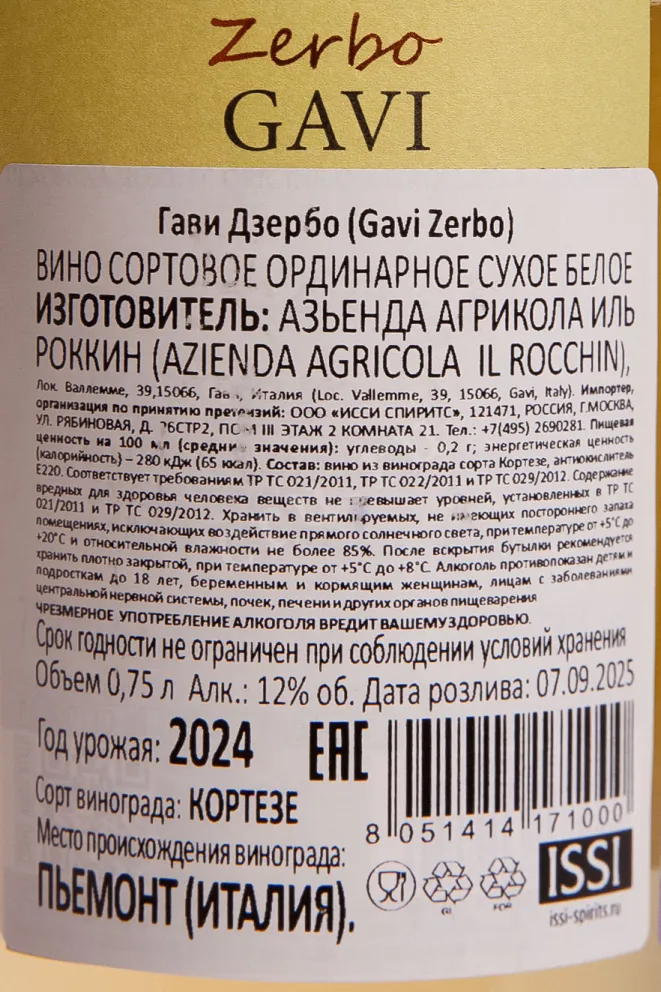 Zerbo
GAVI
Гави Дзербо (Gavi Zerbo)
ВИНО СОРТОВОЕ ОРДИНАРНОЕ СУХОЕ БЕЛОЕ
ИЗГОТОВИТЕЛЬ: АЗЬЕНДА АГРИКОЛА ИЛЬ
РОККИН (AZIENDA AGRICOLA IL ROCCHIN),
Лок. Валлемме, 39,15066, Италия (Loc. Vallemme, 39, 15066, Gavi, Italy). Импортер,
организация по принятию претензий: ООО «ИССИ СПИРИТС», 121471, РОССИЯ, Г.МОСКВА,
УЛ. РЯБИНОВАЯ, Д. III ЭТАЖ 2 КОМНАТА 21. Тел.: +7(495) 2690281. Пищевая
ценность на 100 мл (средние значения): углеводы - 0,2 г; энергетическая ценность
(калорийность) – 280 кДж (65 ккал). Состав: вино из винограда сорта Кортезе, антиокислитель
Е220. Соответствует требованиям ТР ТС 021/2011, ТР ТС 022/2011 и ТР ТС 029/2012. Содержание
вредных для здоровья человека веществ не превышает уровней, установленных в ТР ТС
021/2011 и ТР ТС 029/2012. Хранить в вентилируемых, не имеющих постороннего запаха
помещениях, исключающих воздействие прямого солнечного света, при температуре от +5°С до
+20°С и относительной влажности не более 85%. После вскрытия бутылки рекомендуется
хранить плотно закрытой, при температуре от +5°С до +8°С. Алкоголь противопоказан детям и
подросткам до 18 лет, беременным и кормящим женщинам, лицам с заболеваниями
центральной нервной системы, почек, печени и других органов пищеварения
ЧРЕЗМЕРНОЕ УПОТРЕБЛЕНИЕ АЛКОГОЛЯ ВРЕДИТ ВАШЕМУ ЗДОРОВЬЮ.
Срок годности не ограничен при соблюдении условий хранения
Объем 0,75 л Алк.: 12% об. Дата розлива: 07.09.2025
Год урожая: 2024 EAC
Сорт винограда: КОРТЕЗЕ
8 051414 171000
Место происхождения винограда:
ПЬЕМОНТ (ИТАЛИЯ).
ISSI
issi-spirits.ru